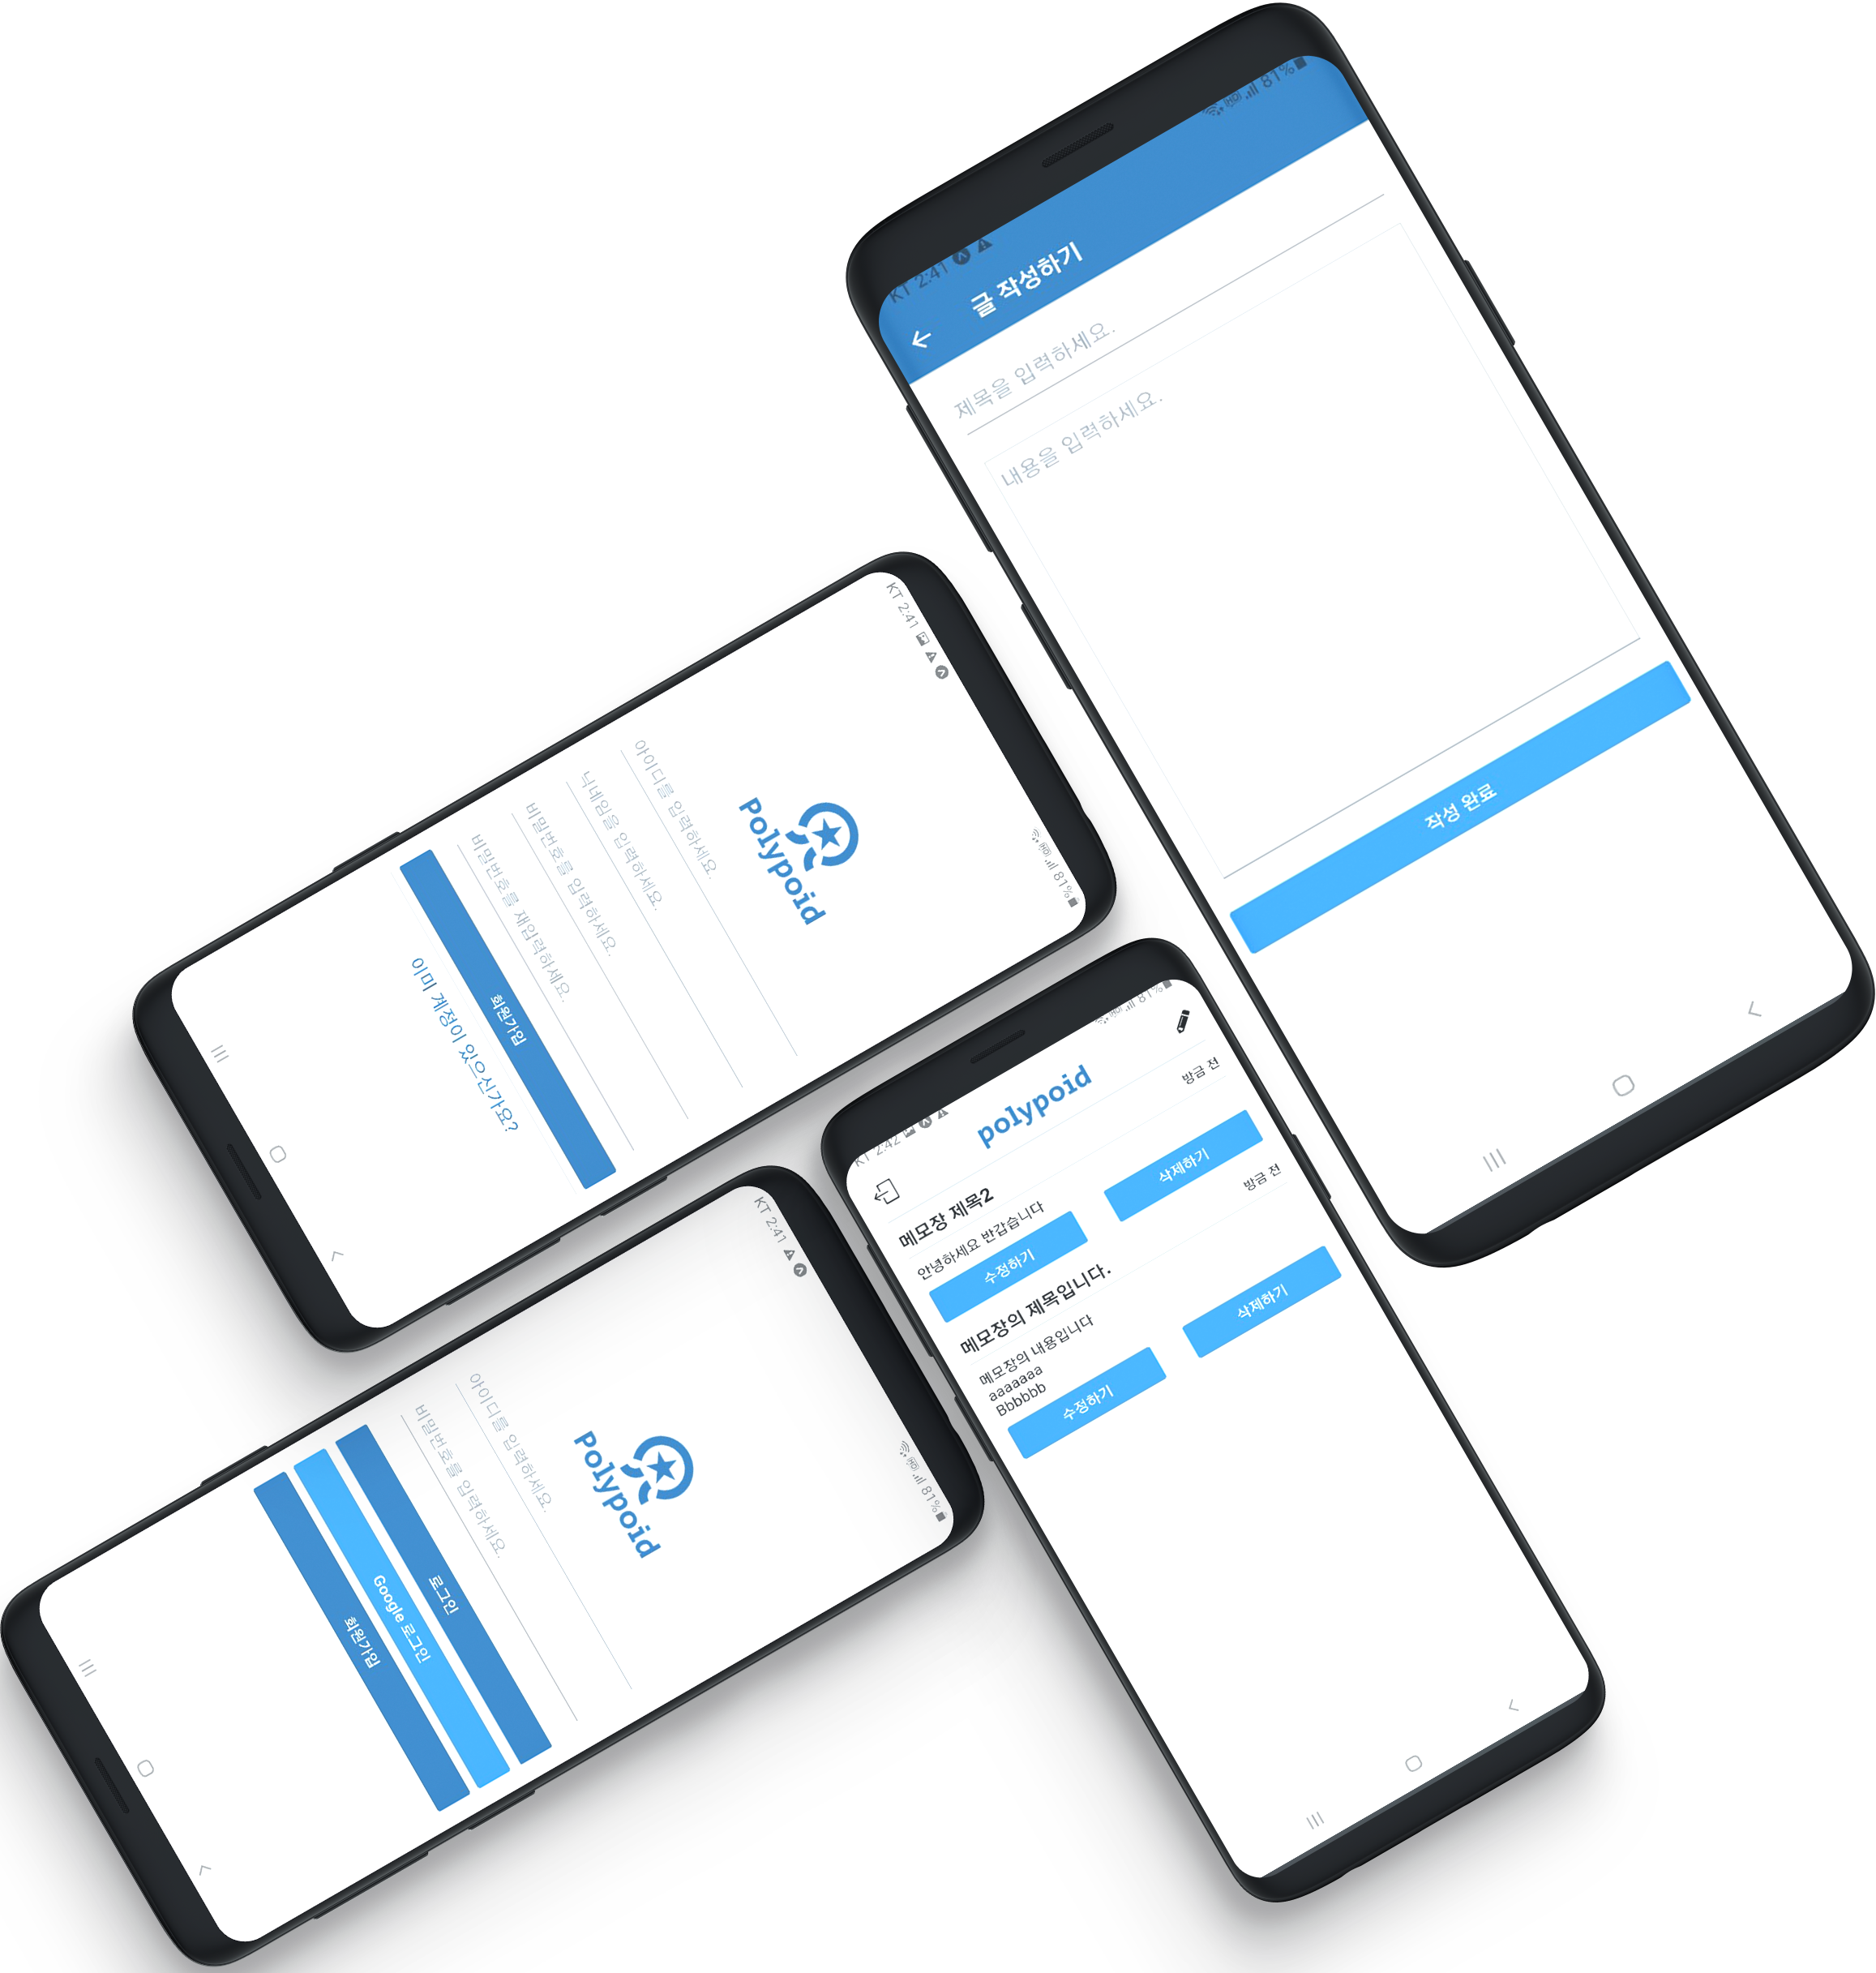 KT 2:41
81%
글 작성하기
제목을 입력하세요.
내용을 입력하세요.
작성 완료
KT 2:41
81%
Polypoid
아이디를 입력하세요.
닉네임을 입력하세요.
비밀번호를 입력하세요.
비밀번호를 재입력하세요.
회원가입
이미 계정이 있으신가요?
KT 2:42
81%
polypoid
메모장 제목2
방금 전
안녕하세요 반갑습니다
수정하기
삭제하기
메모장의 제목입니다.
방금 전
메모장의 내용입니다
aaaaaaa
Bbbbbb
수정하기
삭제하기
KT 2:41
81%
Polypoid
아이디를 입력하세요.
비밀번호를 입력하세요.
로그인
Google 로그인
회원가입